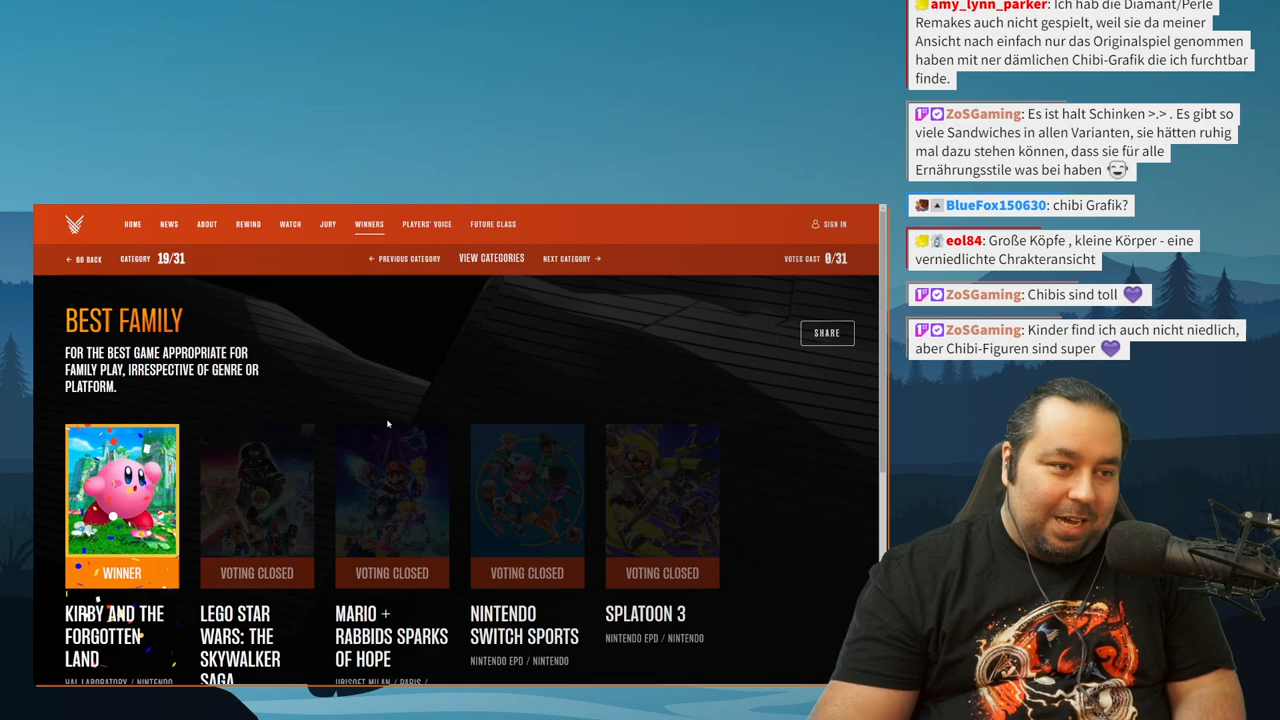 HOME NEWS ABOUT REWIND WATCH JURY WINNERS PLAYERS' VOICE FUTURE CLASS SIGN IN
GO BACK CATEGORY 19/31 PREVIOUS CATEGORY VIEW CATEGORIES NEXT CATEGORY VOTES CAST 0/31
BEST FAMILY
FOR THE BEST GAME APPROPRIATE FOR
FAMILY PLAY, IRRESPECTIVE OF GENRE OR
PLATFORM.
SHARE
WINNER
KIRBY AND THE
FORGOTTEN
LAND
HAL LABORATORY / NINTENDO
VOTING CLOSED
LEGO STAR
WARS: THE
SKYWALKER
SAGA
VOTING CLOSED
MARIO +
RABBIDS SPARKS
OF HOPE
UBISOFT MILAN / PARIS /
VOTING CLOSED
NINTENDO
SWITCH SPORTS
NINTENDO EPD / NINTENDO
VOTING CLOSED
SPLATOON 3
NINTENDO EPD / NINTENDO
amy_lynn_parker: Ich hab die Diamant/Perle
Remakes auch nicht gespielt, weil sie da meiner
Ansicht nach einfach nur das Originalspiel genommen
haben mit ner dämlichen Chibi-Grafik die ich furchtbar
finde.
ZoSGaming: Es ist halt Schinken >.> . Es gibt so
viele Sandwiches in allen Varianten, sie hätten ruhig
mal dazu stehen können, dass sie für alle
Ernährungsstile was bei haben
BlueFox150630: chibi Grafik?
eol84: Große Köpfe , kleine Körper - eine
verniedlichte Chrakteransicht
ZoSGaming: Chibis sind toll
ZoSGaming: Kinder find ich auch nicht niedlich,
aber Chibi-Figuren sind super